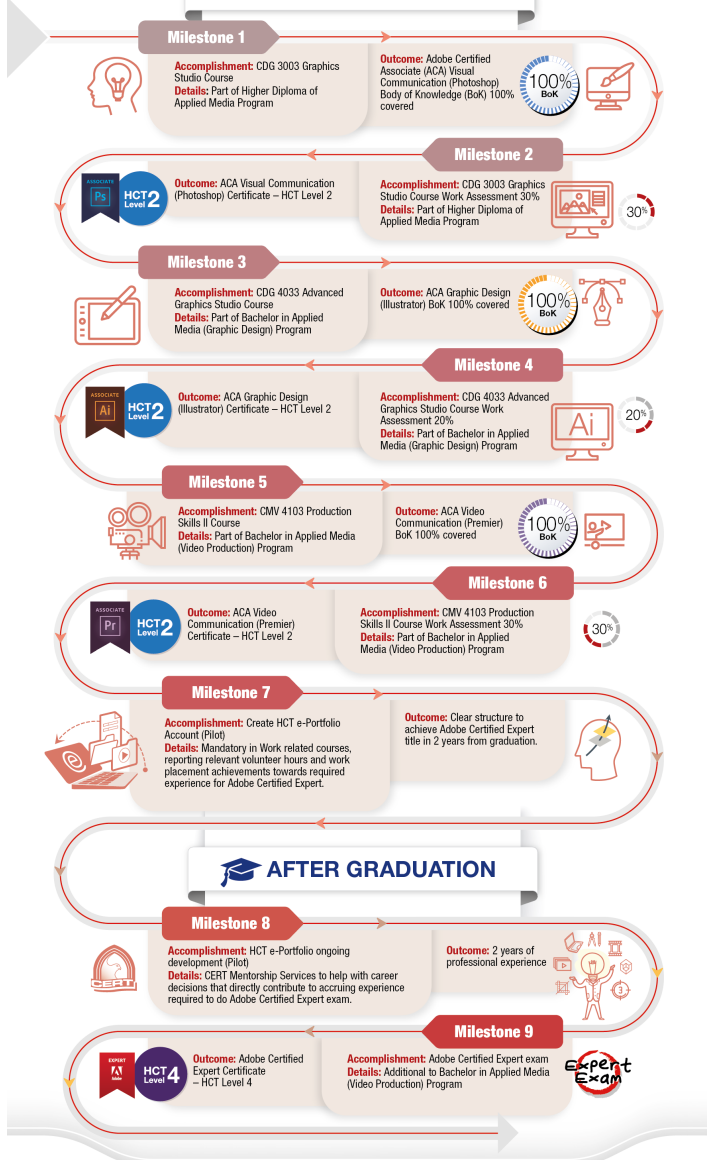 Milestone 1
Accomplishment: CDG 3003 Graphics
Studio Course
Details: Part of Higher Diploma of
Applied Media Program
Outcome: Adobe Certified
Associate (ACA) Visual
Communication (Photoshop)
Body of Knowledge (BoK) 100%
covered
100%
BoK
Milestone 2
ASSOCIATE
Ps
HCT
Level 2
Outcome: ACA Visual Communication
(Photoshop) Certificate – HCT Level 2
Accomplishment: CDG 3003 Graphics
Studio Course Work Assessment 30%
Details: Part of Higher Diploma of
Applied Media Program
30%
Milestone 3
Accomplishment: CDG 4033 Advanced
Graphics Studio Course
Details: Part of Bachelor in Applied
Media (Graphic Design) Program
Outcome: ACA Graphic Design
(Illustrator) BoK 100% covered
100%
BoK
Milestone 4
ASSOCIATE
Ai
HCT
Level 2
Outcome: ACA Graphic Design
(Illustrator) Certificate – HCT Level 2
Accomplishment: CDG 4033 Advanced
Graphics Studio Course Work
Assessment 20%
Details: Part of Bachelor in Applied
Media (Graphic Design) Program
Ai
20%
Milestone 5
Accomplishment: CMV 4103 Production
Skills II Course
Details: Part of Bachelor in Applied Media
(Video Production) Program
Outcome: ACA Video
Communication (Premier)
BoK 100% covered
100%
BoK
Milestone 6
ASSOCIATE
Pr
HCT
Level 2
Outcome: ACA Video
Communication (Premier)
Certificate – HCT Level 2
Accomplishment: CMV 4103 Production
Skills II Course Work Assessment 30%
Details: Part of Bachelor in Applied
Media (Video Production) Program
30%
Milestone 7
Accomplishment: Create HCT e-Portfolio
Account (Pilot)
Details: Mandatory in Work related courses,
reporting relevant volunteer hours and work
placement achievements towards required
experience for Adobe Certified Expert.
Outcome: Clear structure to
achieve Adobe Certified Expert
title in 2 years from graduation.
AFTER GRADUATION
Milestone 8
CERT
Accomplishment: HCT e-Portfolio ongoing
development (Pilot)
Details: CERT Mentorship Services to help with career
decisions that directly contribute to accruing experience
required to do Adobe Certified Expert exam.
Outcome: 2 years of
professional experience
3
Milestone 9
EXPERT
Adobe
HCT
Level 4
Outcome: Adobe Certified
Expert Certificate
– HCT Level 4
Accomplishment: Adobe Certified Expert exam
Details: Additional to Bachelor in Applied Media
(Video Production) Program
Expert
Exam